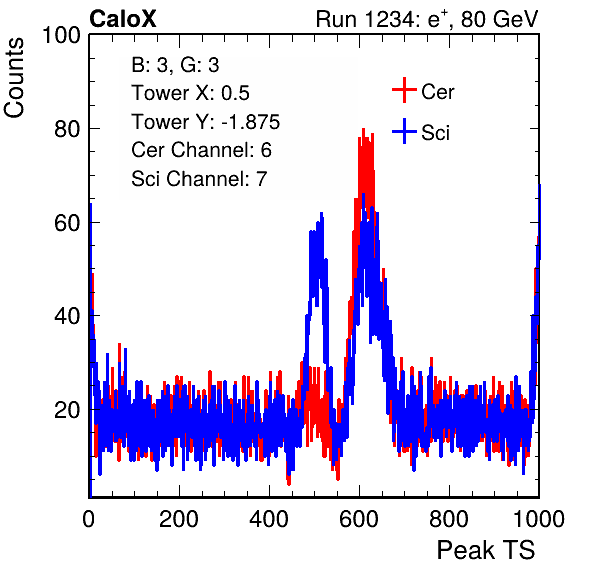 CaloX Run 1234: e⁺, 80 GeV
Counts
100
80
60
40
20
B: 3, G: 3
Tower X: 0.5
Tower Y: -1.875
Cer Channel: 6
Sci Channel: 7
Cer
Sci
0 200 400 600 800 1000
Peak TS